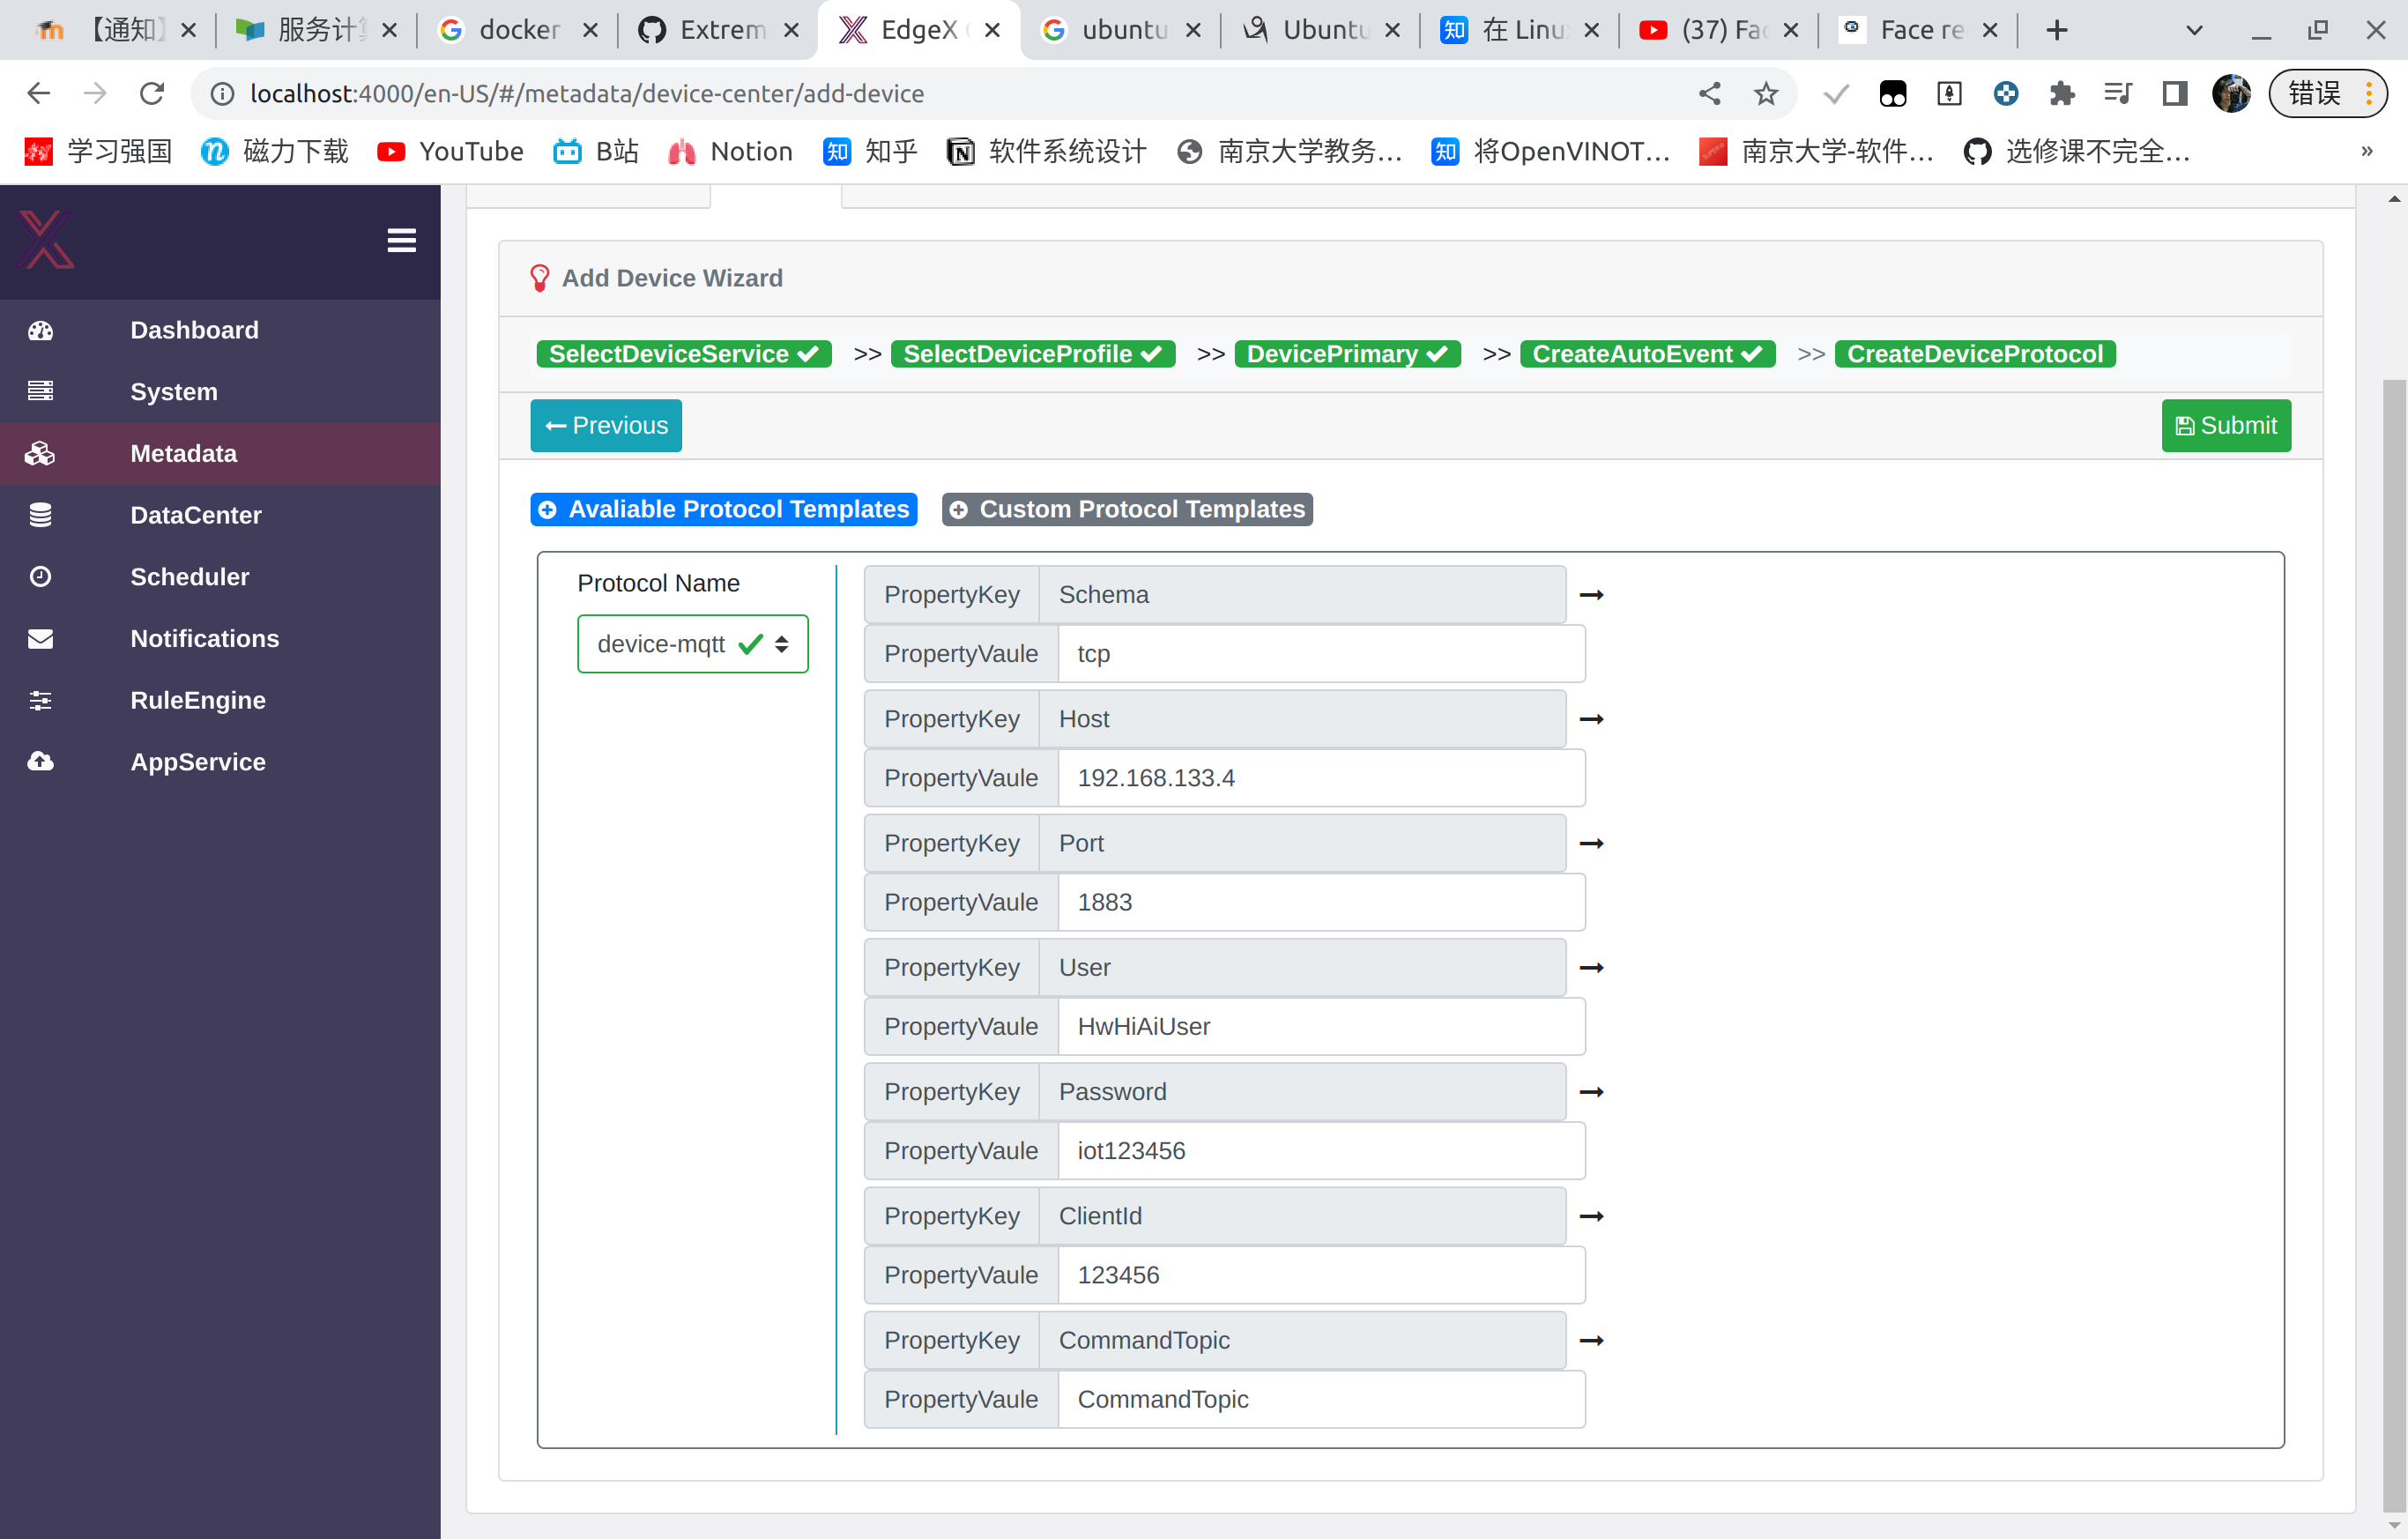 【通知】
服务计算
docker
Extrem
EdgeX
ubuntu
Ubuntu
在 Linu
(37) Fac
Face re
localhost:4000/en-US/#/metadata/device-center/add-device
错误
学习强国
磁力下载
YouTube
B站
Notion
知乎
软件系统设计
南京大学教务...
将OpenVINOT...
南京大学-软件...
选修课不完全...
»
Add Device Wizard
Dashboard
System
Metadata
DataCenter
Scheduler
Notifications
RuleEngine
AppService
SelectDeviceService >> SelectDeviceProfile >> DevicePrimary >> CreateAutoEvent >> CreateDeviceProtocol
Previous
Submit
Avaliable Protocol Templates
Custom Protocol Templates
Protocol Name
device-mqtt
PropertyKey Schema
PropertyVaule tcp
PropertyKey Host
PropertyVaule 192.168.133.4
PropertyKey Port
PropertyVaule 1883
PropertyKey User
PropertyVaule HwHiAiUser
PropertyKey Password
PropertyVaule iot123456
PropertyKey ClientId
PropertyVaule 123456
PropertyKey CommandTopic
PropertyVaule CommandTopic